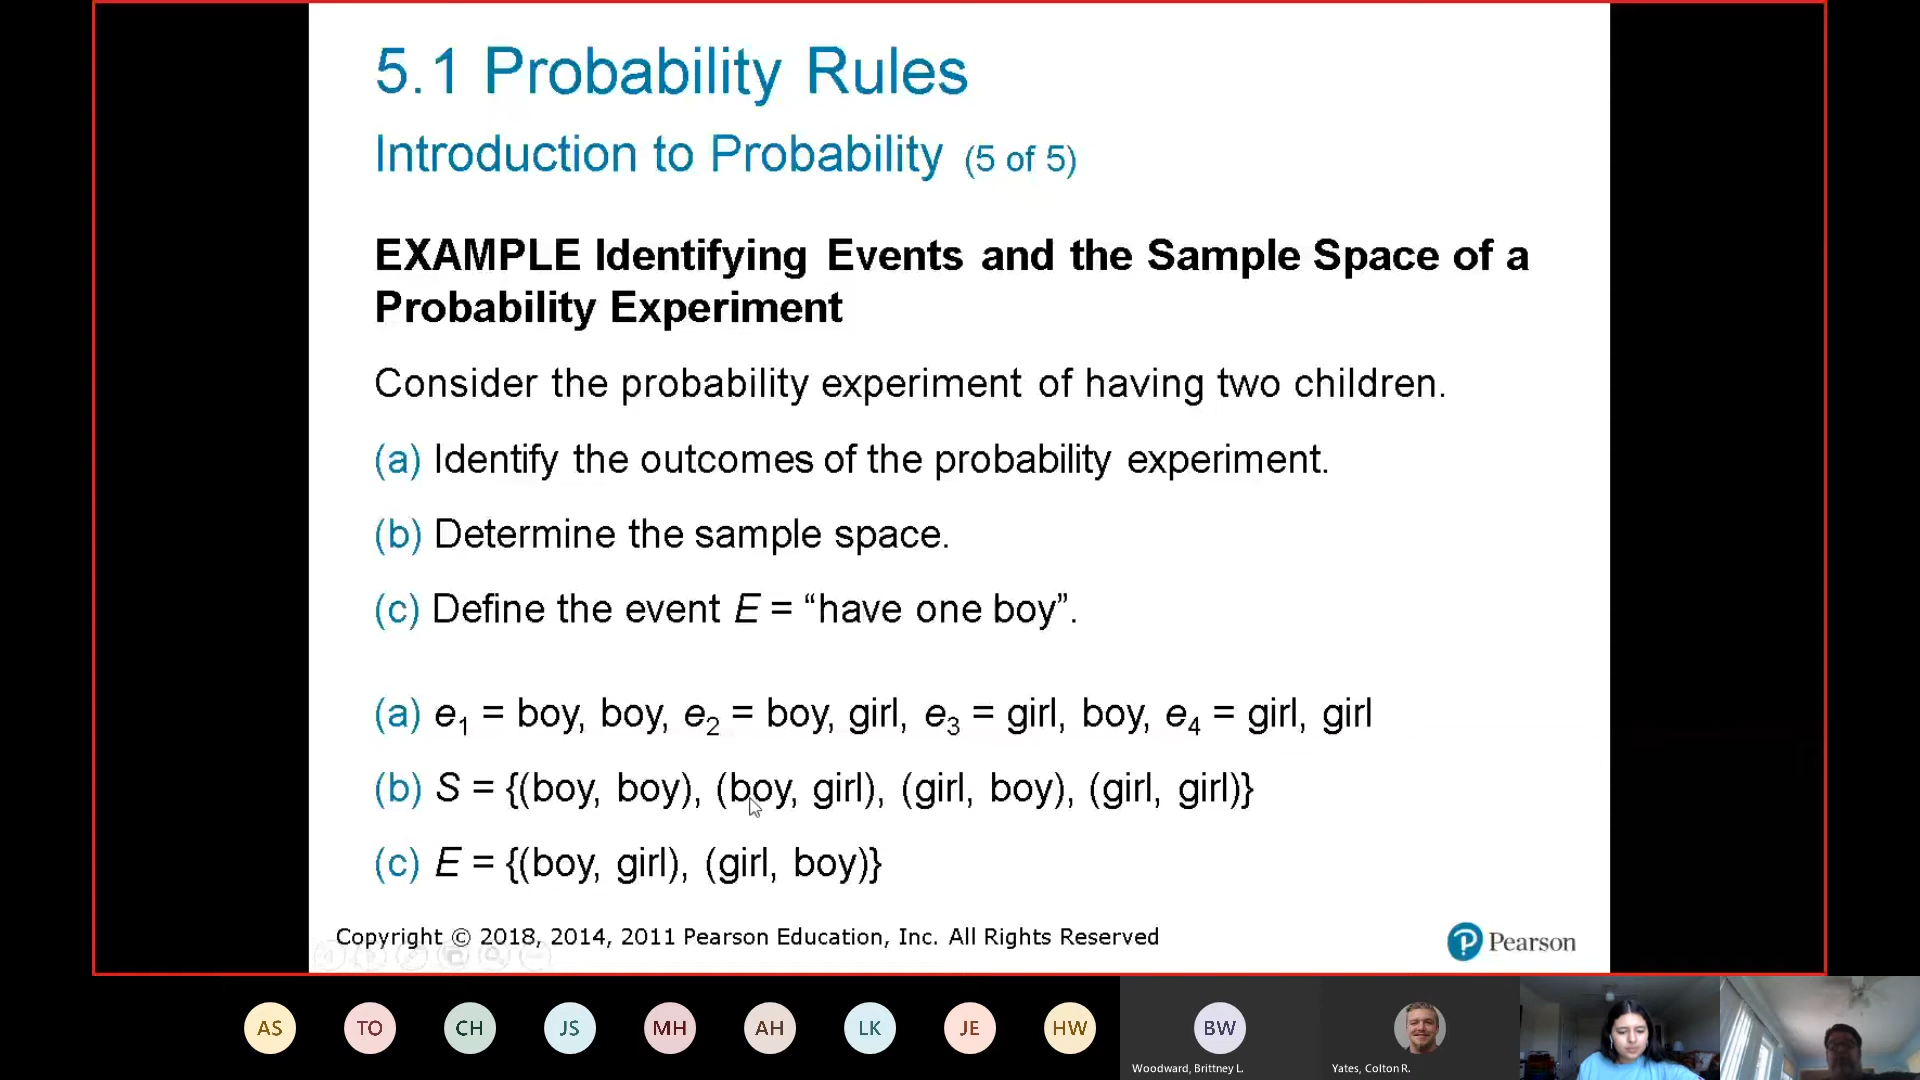 5.1 Probability Rules
Introduction to Probability (5 of 5)
EXAMPLE Identifying Events and the Sample Space of a
Probability Experiment
Consider the probability experiment of having two children.
(a) Identify the outcomes of the probability experiment.
(b) Determine the sample space.
(c) Define the event E = “have one boy”.
(a) e1 = boy, boy, e2 = boy, girl, e3 = girl, boy, e4 = girl, girl
(b) S = {(boy, boy), (boy, girl), (girl, boy), (girl, girl)}
(c) E = {(boy, girl), (girl, boy)}
Copyright © 2018, 2014, 2011 Pearson Education, Inc. All Rights Reserved
Pearson
AS TO CH JS MH AH LK JE HW BW
Woodward, Brittney L. Yates, Colton R.